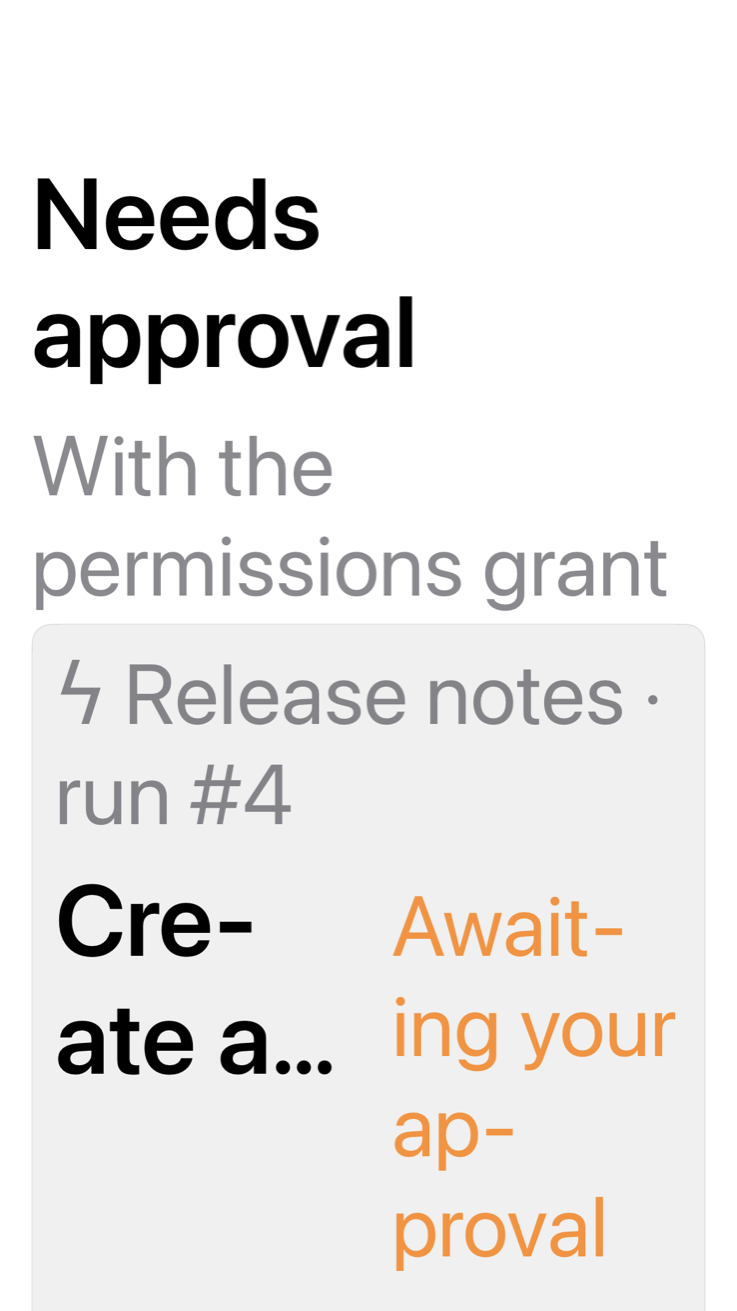 Needs
approval
With the
permissions grant
ϟ Release notes ·
run #4
Cre-
ate a…
Await-
ing your
ap-
proval